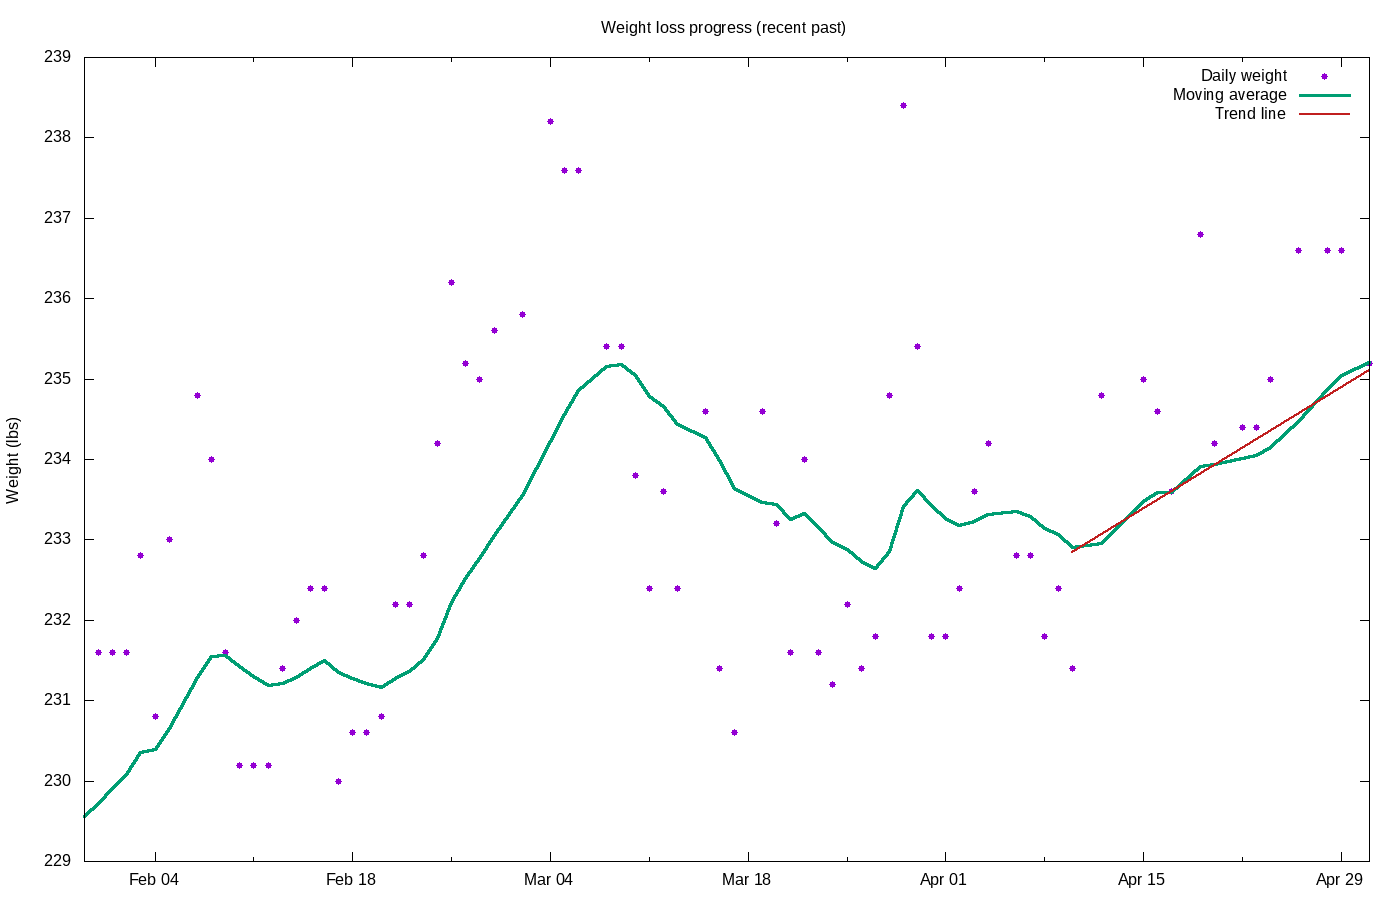 Weight loss progress (recent past)
Daily weight
Moving average
Trend line
Weight (lbs)
239
238
237
236
235
234
233
232
231
230
229
Feb 04
Feb 18
Mar 04
Mar 18
Apr 01
Apr 15
Apr 29